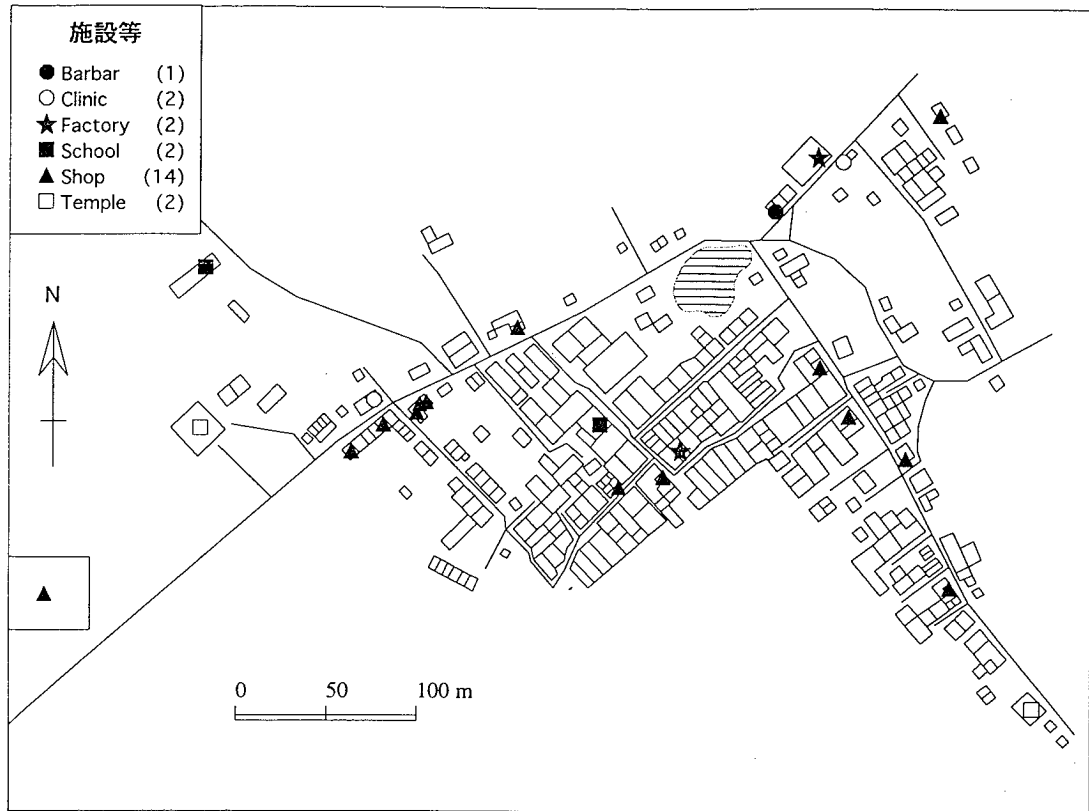 施設等
Barbar (1)
Clinic (2)
Factory (2)
School (2)
Shop (14)
Temple (2)
N
0 50 100 m